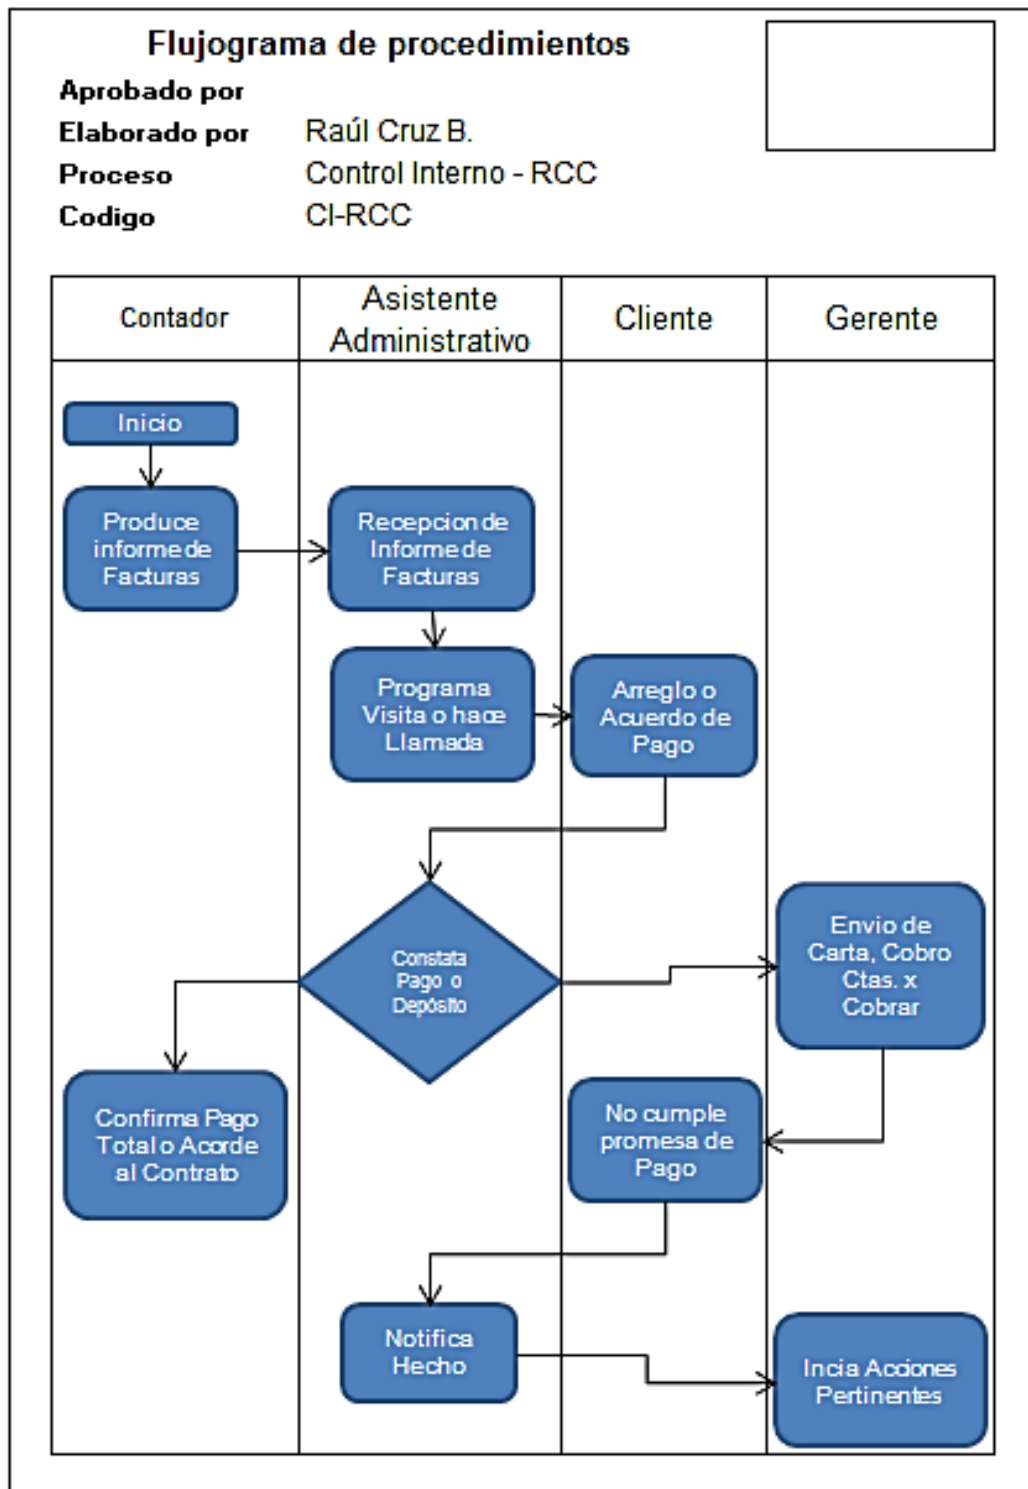 Flujograma de procedimientos
Aprobado por
Elaborado por Raúl Cruz B.
Proceso Control Interno - RCC
Codigo CI-RCC
Contador
Asistente
Administrativo
Cliente
Gerente
Inicio
Produce
informe de
Facturas
Recepcion de
Informe de
Facturas
Programa
Visita o hace
Llamada
Arreglo o
Acuerdo de
Pago
Constata
Pago o
Depósito
Envio de
Carta, Cobro
Ctas. x
Cobrar
Confirma Pago
Total o Acorde
al Contrato
No cumple
promesa de
Pago
Notifica
Hecho
Incia Acciones
Pertinentes